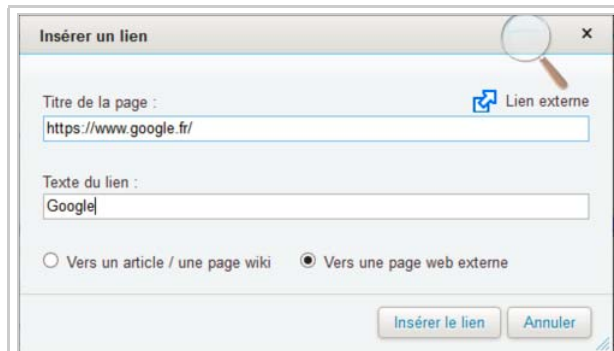 Insérer un lien
Titre de la page :
Lien externe
https://www.google.fr/
Texte du lien :
Google
Vers un article / une page wiki
Vers une page web externe
Insérer le lien
Annuler